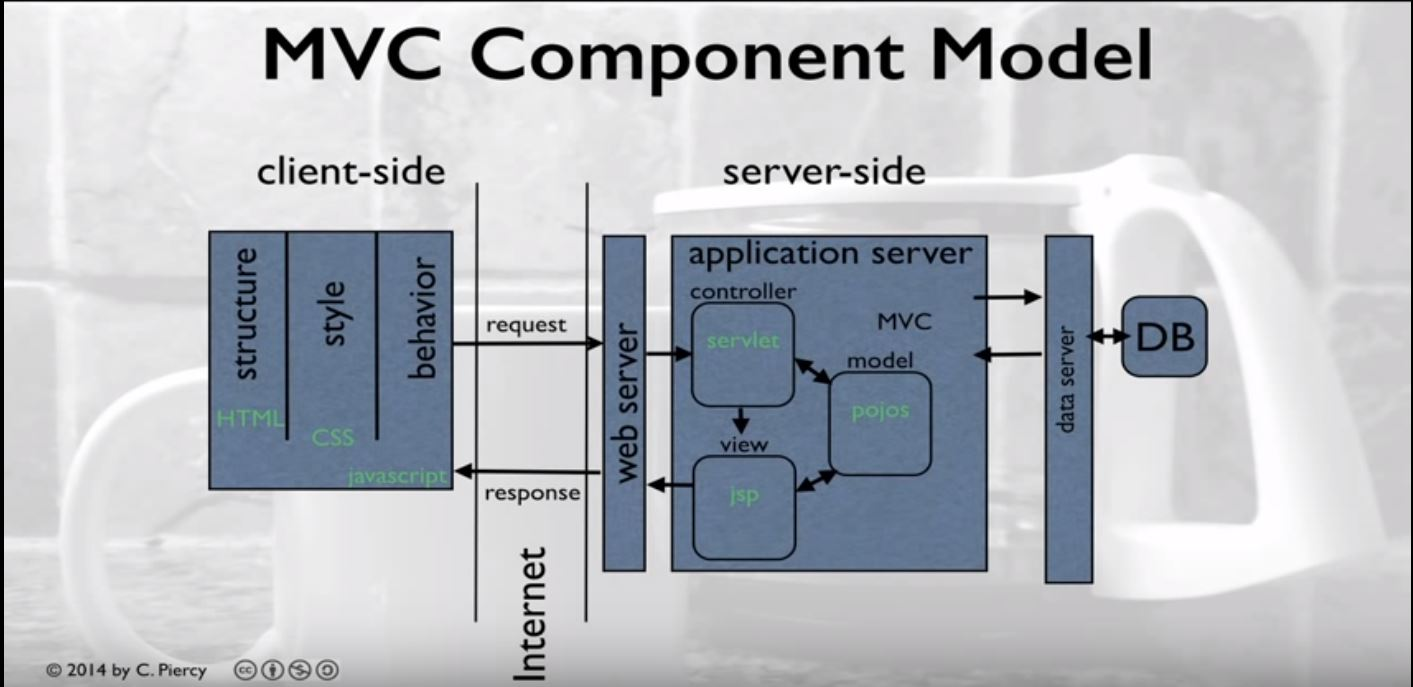 MVC Component Model
client-side
server-side
structure
style
behavior
HTML
CSS
javascript
request
response
Internet
web server
application server
controller
servlet
MVC
model
pojos
view
jsp
data server
DB
© 2014 by C. Piercy
cc